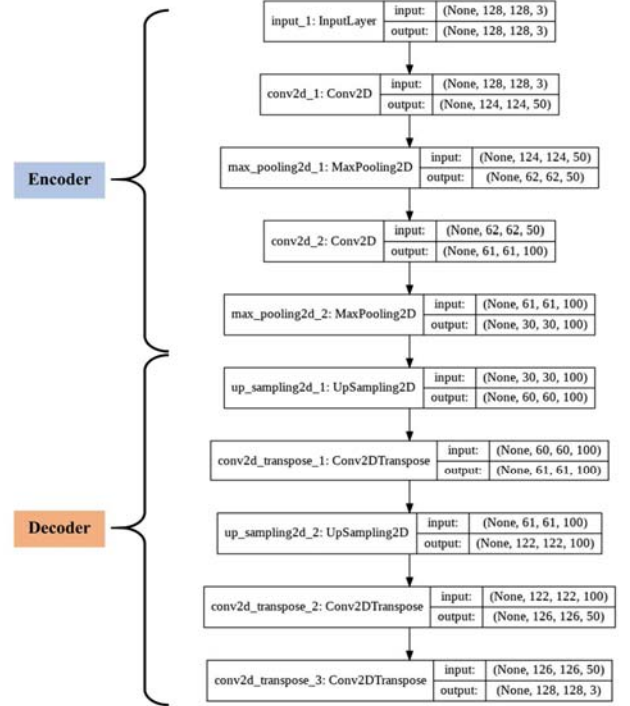 input_1: InputLayer
input: (None, 128, 128, 3)
output: (None, 128, 128, 3)
conv2d_1: Conv2D
input: (None, 128, 128, 3)
output: (None, 124, 124, 50)
max_pooling2d_1: MaxPooling2D
input: (None, 124, 124, 50)
output: (None, 62, 62, 50)
Encoder
conv2d_2: Conv2D
input: (None, 62, 62, 50)
output: (None, 61, 61, 100)
max_pooling2d_2: MaxPooling2D
input: (None, 61, 61, 100)
output: (None, 30, 30, 100)
up_sampling2d_1: UpSampling2D
input: (None, 30, 30, 100)
output: (None, 60, 60, 100)
conv2d_transpose_1: Conv2DTranspose
input: (None, 60, 60, 100)
output: (None, 61, 61, 100)
Decoder
up_sampling2d_2: UpSampling2D
input: (None, 61, 61, 100)
output: (None, 122, 122, 100)
conv2d_transpose_2: Conv2DTranspose
input: (None, 122, 122, 100)
output: (None, 126, 126, 50)
conv2d_transpose_3: Conv2DTranspose
input: (None, 126, 126, 50)
output: (None, 128, 128, 3)